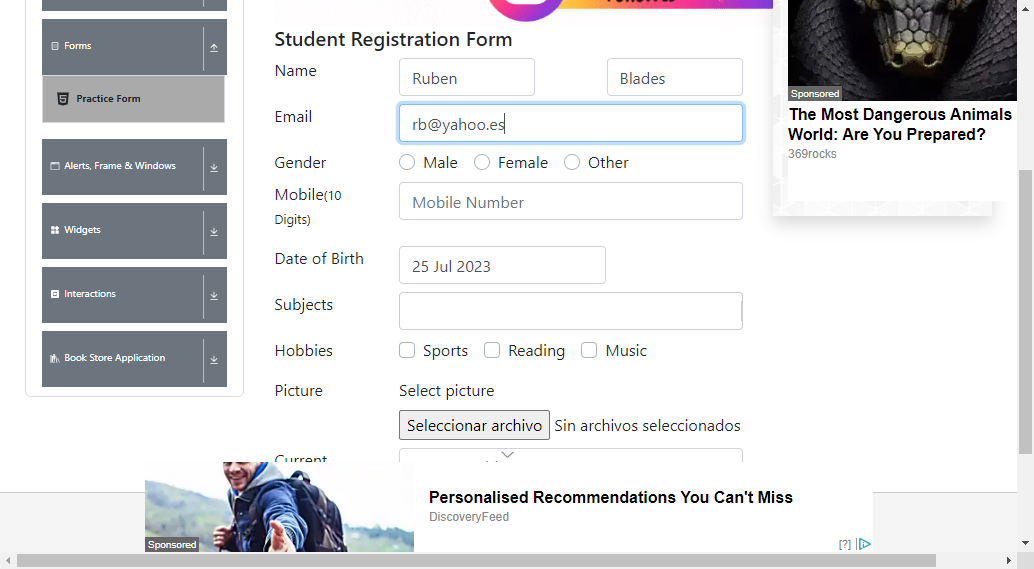 Forms
Practice Form
Alerts, Frame & Windows
Widgets
Interactions
Book Store Application
Student Registration Form
Name
Ruben
Blades
Email
rb@yahoo.es
Gender
Male
Female
Other
Mobile(10
Digits)
Mobile Number
Date of Birth
25 Jul 2023
Subjects
Hobbies
Sports
Reading
Music
Picture
Select picture
Seleccionar archivo Sin archivos seleccionados
Current
Sponsored
The Most Dangerous Animals
World: Are You Prepared?
369rocks
Personalised Recommendations You Can't Miss
DiscoveryFeed
Sponsored
[?]